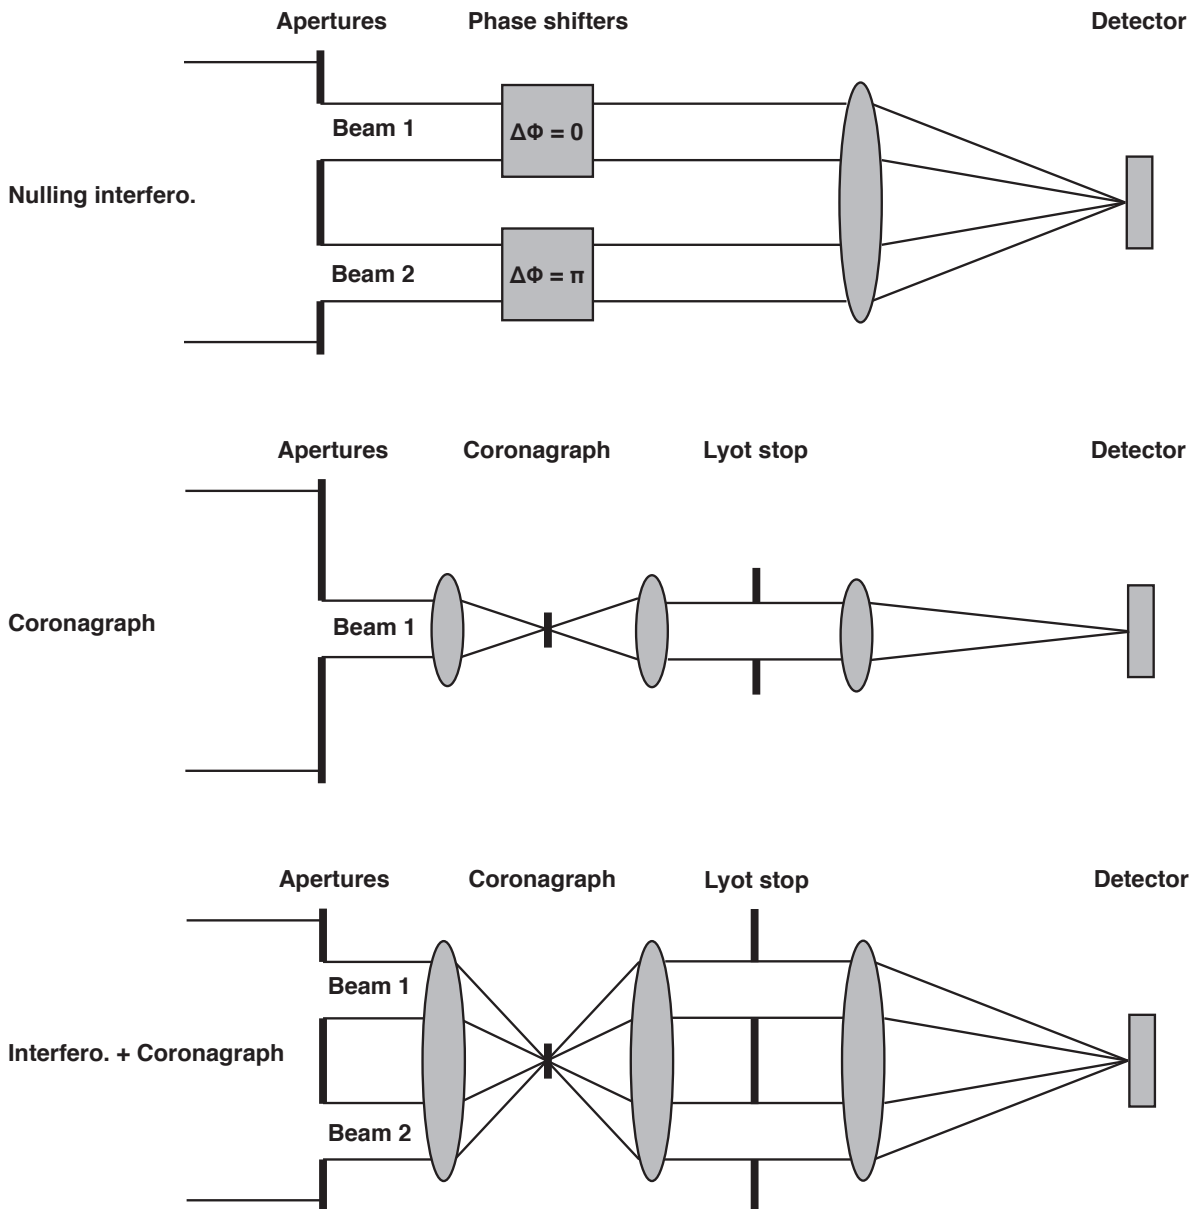 Apertures
Phase shifters
Detector
Beam 1
ΔΦ = 0
Nulling interfero.
Beam 2
ΔΦ = π
Apertures
Coronagraph
Lyot stop
Detector
Coronagraph
Beam 1
Apertures
Coronagraph
Lyot stop
Detector
Beam 1
Interfero. + Coronagraph
Beam 2